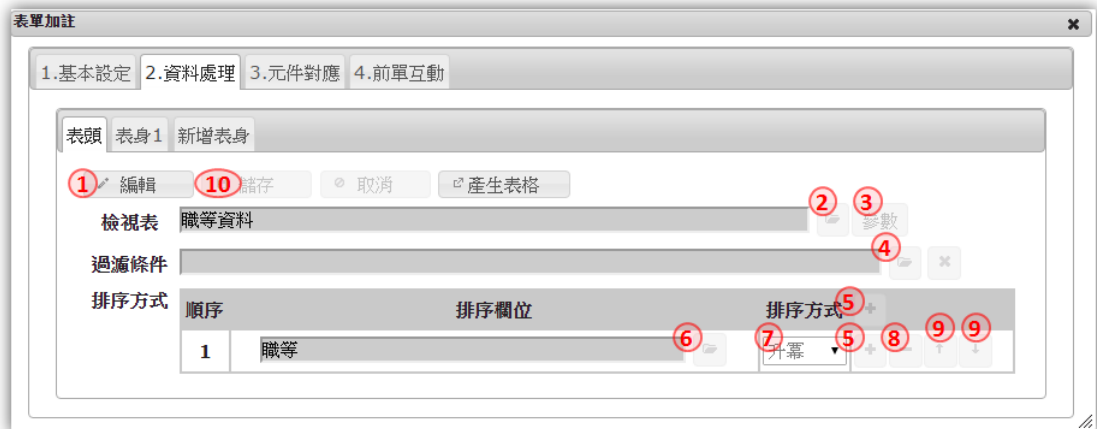 表單加註
1.基本設定 2.資料處理 3.元件對應 4.前單互動
表頭 表身1 新增表身
1 編輯 10 儲存 取消 產生表格
檢視表 職等資料 2 3 參數
過濾條件 4
排序方式 順序 排序欄位 排序方式 5
1 職等 6 7 升冪 5 8 9 9